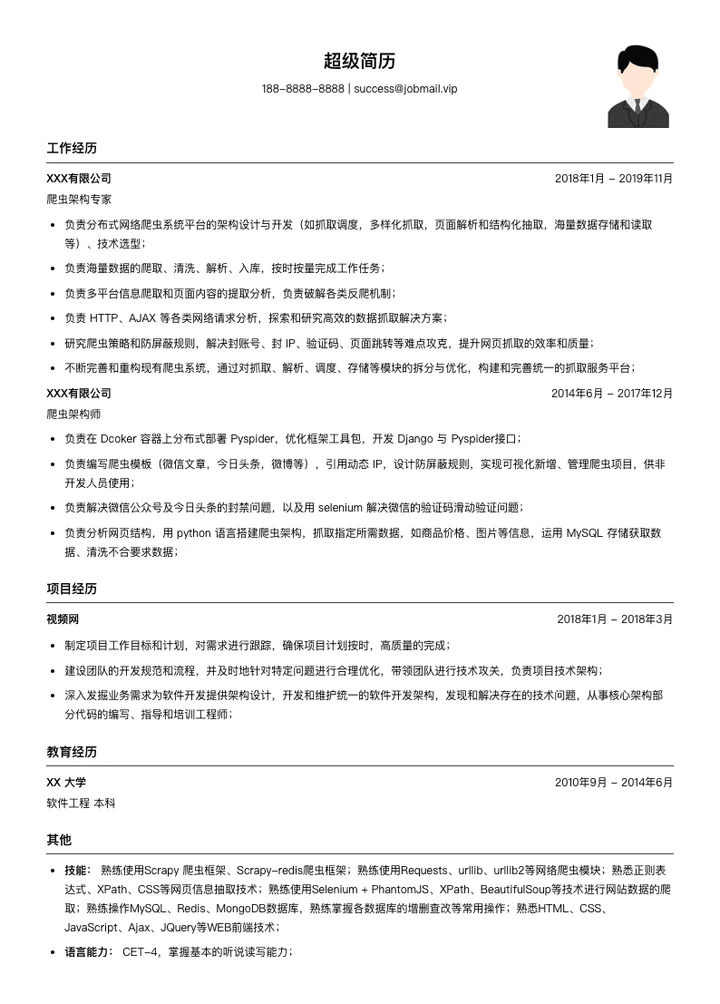 超级简历
188-8888-8888 | success@jobmail.vip
工作经历
XXX有限公司 2018年1月 – 2019年11月
爬虫架构专家
• 负责分布式网络爬虫系统平台的架构设计与开发（如抓取调度，多样化抓取，页面解析和结构化抽取，海量数据存储和读取
等）、技术选型；
• 负责海量数据的爬取、清洗、解析、入库，按时按量完成工作任务；
• 负责多平台信息爬取和页面内容的提取分析，负责破解各类反爬机制；
• 负责 HTTP、AJAX 等各类网络请求分析，探索和研究高效的数据抓取解决方案；
• 研究爬虫策略和防屏蔽规则，解决封账号、封 IP、验证码、页面跳转等难点攻克，提升网页抓取的效率和质量；
• 不断完善和重构现有爬虫系统，通过对抓取、解析、调度、存储等模块的拆分与优化，构建和完善统一的抓取服务平台；
XXX有限公司 2014年6月 – 2017年12月
爬虫架构师
• 负责在 Dcoker 容器上分布式部署 Pyspider，优化框架工具包，开发 Django 与 Pyspider接口；
• 负责编写爬虫模板（微信文章，今日头条，微博等），引用动态 IP，设计防屏蔽规则，实现可视化新增、管理爬虫项目，供非
开发人员使用；
• 负责解决微信公众号及今日头条的封禁问题，以及用 selenium 解决微信的验证码滑动验证问题；
• 负责分析网页结构，用 python 语言搭建爬虫架构，抓取指定所需数据，如商品价格、图片等信息，运用 MySQL 存储获取数
据、清洗不合要求数据；
项目经历
视频网 2018年1月 – 2018年3月
• 制定项目工作目标和计划，对需求进行跟踪，确保项目计划按时，高质量的完成；
• 建设团队的开发规范和流程，并及时地针对特定问题进行合理优化，带领团队进行技术攻关，负责项目技术架构；
• 深入发掘业务需求为软件开发提供架构设计，开发和维护统一的软件开发架构，发现和解决存在的技术问题，从事核心架构部
分代码的编写、指导和培训工程师；
教育经历
XX 大学 2010年9月 – 2014年6月
软件工程 本科
其他
• 技能： 熟练使用Scrapy 爬虫框架、Scrapy-redis爬虫框架；熟练使用Requests、urllib、urllib2等网络爬虫模块；熟悉正则表
达式、XPath、CSS等网页信息抽取技术；熟练使用Selenium + PhantomJS、XPath、BeautifulSoup等技术进行网站数据的爬
取；熟练操作MySQL、Redis、MongoDB数据库，熟练掌握各数据库的增删查改等常用操作；熟悉HTML、CSS、
JavaScript、Ajax、JQuery等WEB前端技术；
• 语言能力： CET-4，掌握基本的听说读写能力；